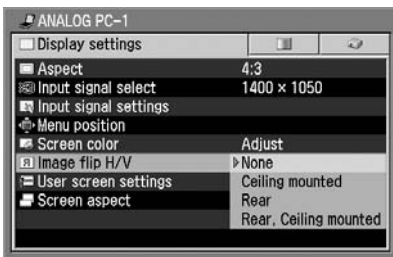 ANALOG PC-1
Display settings
Aspect 4:3
Input signal select 1400 × 1050
Input signal settings
Menu position
Screen color Adjust
Image flip H/V None
Ceiling mounted
User screen settings
Rear
Screen aspect
Rear, Ceiling mounted